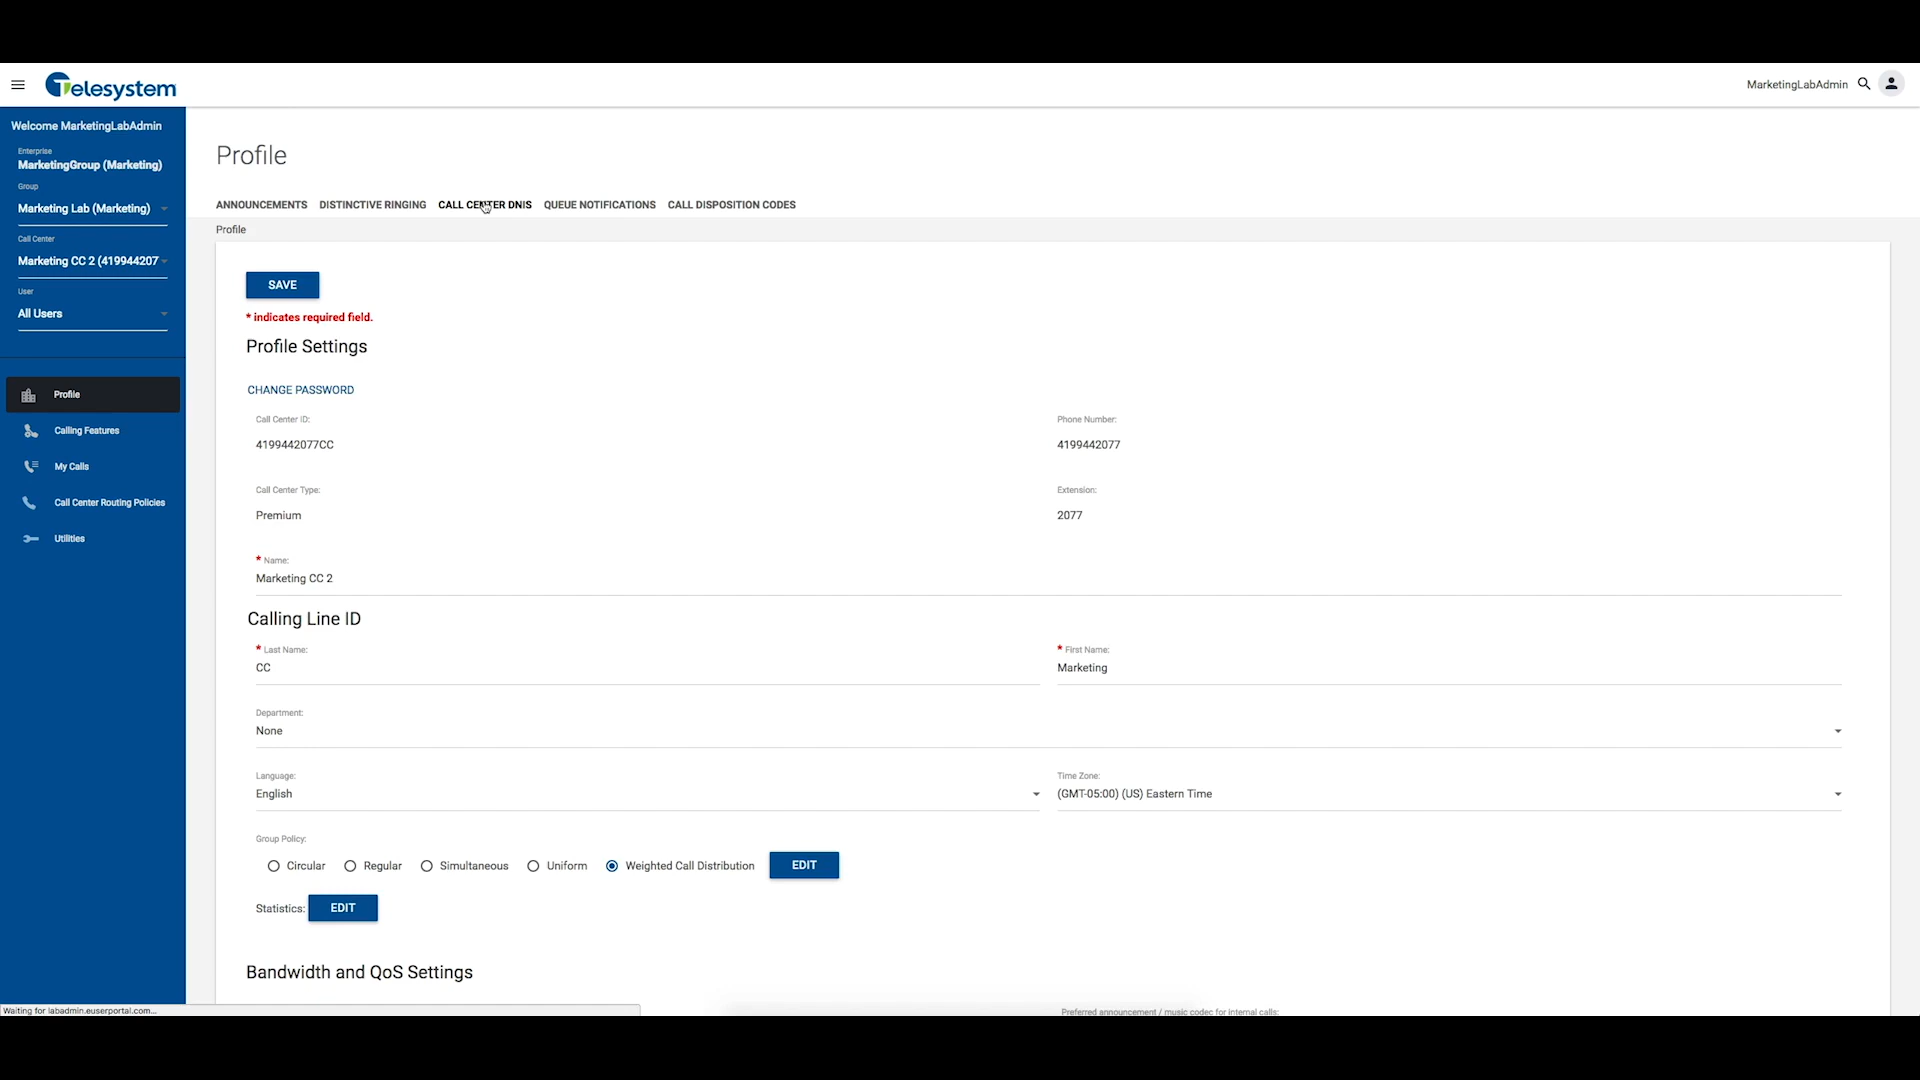 Telesystem
MarketingLabAdmin
Welcome MarketingLabAdmin
Enterprise
MarketingGroup (Marketing)
Group
Marketing Lab (Marketing)
Call Center
Marketing CC 2 (419944207
User
All Users
Profile
Calling Features
My Calls
Call Center Routing Policies
Utilities
Profile
ANNOUNCEMENTS DISTINCTIVE RINGING CALL CENTER DNIS QUEUE NOTIFICATIONS CALL DISPOSITION CODES
Profile
SAVE
* indicates required field.
Profile Settings
CHANGE PASSWORD
Call Center ID: Phone Number:
4199442077CC 4199442077
Call Center Type: Extension:
Premium 2077
* Name:
Marketing CC 2
Calling Line ID
* Last Name: * First Name:
CC Marketing
Department:
None
Language: Time Zone:
English (GMT-05:00) (US) Eastern Time
Group Policy:
Circular Regular Simultaneous Uniform Weighted Call Distribution EDIT
Statistics: EDIT
Bandwidth and QoS Settings
Preferred announcement / music codec for internal calls:
Waiting for labadmin.euserportal.com...